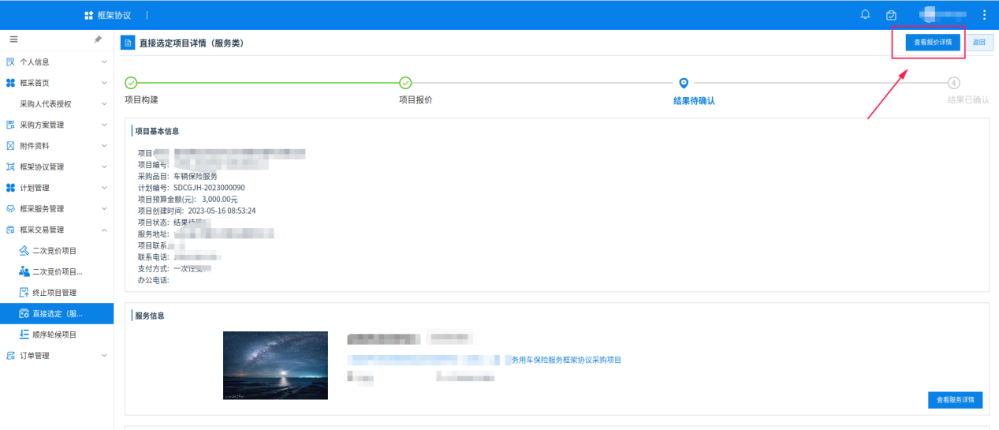 框架协议
直接选定项目详情（服务类）
查看报价详情
返回
个人信息
框采首页
采购人代表授权
采购方案管理
附件资料
框架协议管理
计划管理
框采服务管理
框采交易管理
二次竞价项目
二次竞价项目...
终止项目管理
直接选定（服...
顺序轮候项目
订单管理
项目构建
项目报价
结果待确认
4
结果已确认
项目基本信息
项目
项目编号:
采购品目: 车辆保险服务
计划编号: SDCGJH-2023000090
项目预算金额(元): 3,000.00元
项目创建时间: 2023-05-16 08:53:24
项目状态: 结果待
服务地址:
项目联系
联系电话:
支付方式: 一次性支
办公电话:
服务信息
务用车保险服务框架协议采购项目
查看服务详情